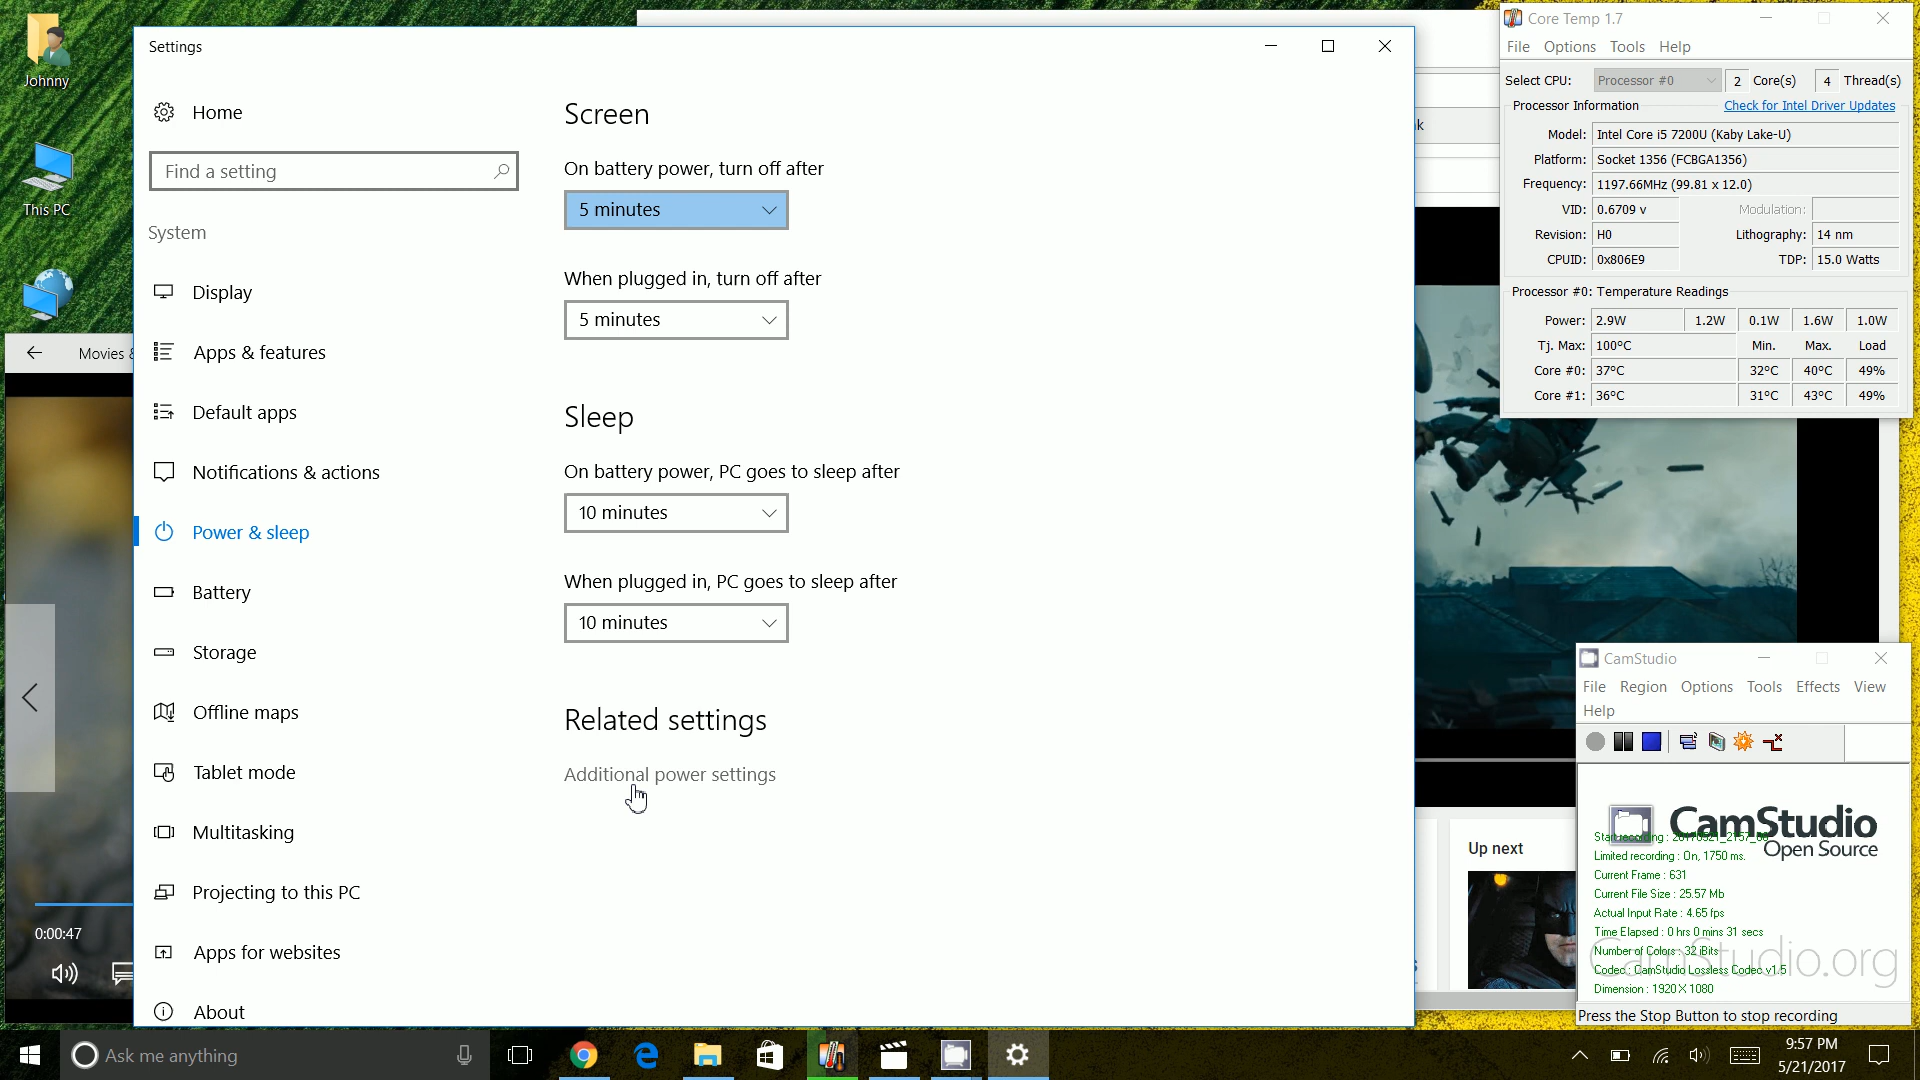 Johnny
This PC
Movies &
0:00:47
Settings
Home
Find a setting
System
Display
Apps & features
Default apps
Notifications & actions
Power & sleep
Battery
Storage
Offline maps
Tablet mode
Multitasking
Projecting to this PC
Apps for websites
About
Screen
On battery power, turn off after
5 minutes
When plugged in, turn off after
5 minutes
Sleep
On battery power, PC goes to sleep after
10 minutes
When plugged in, PC goes to sleep after
10 minutes
Related settings
Additional power settings
Core Temp 1.7
File Options Tools Help
Select CPU: Processor #0 2 Core(s) 4 Thread(s)
Processor Information Check for Intel Driver Updates
Model: Intel Core i5 7200U (Kaby Lake-U)
Platform: Socket 1356 (FCBGA1356)
Frequency: 1197.66MHz (99.81 x 12.0)
VID: 0.6709 v Modulation:
Revision: H0 Lithography: 14 nm
CPUID: 0x806E9 TDP: 15.0 Watts
Processor #0: Temperature Readings
Power: 2.9W 1.2W 0.1W 1.6W 1.0W
Tj. Max: 100°C Min. Max. Load
Core #0: 37°C 32°C 40°C 49%
Core #1: 36°C 31°C 43°C 49%
Up next
CamStudio
File Region Options Tools Effects View
Help
CamStudio
Open Source
CamStudio.org
Limited recording : On, 1750 ms.
Current Frame : 631
Current File Size : 25.57 Mb
Actual Input Rate : 4.65 fps
Time Elapsed : 0 hrs 0 mins 31 secs
Number of Colors : 32 iBits
Codec : CamStudio Lossless Codec v1.5
Dimension : 1920 X 1080
Press the Stop Button to stop recording
Ask me anything
9:57 PM
5/21/2017